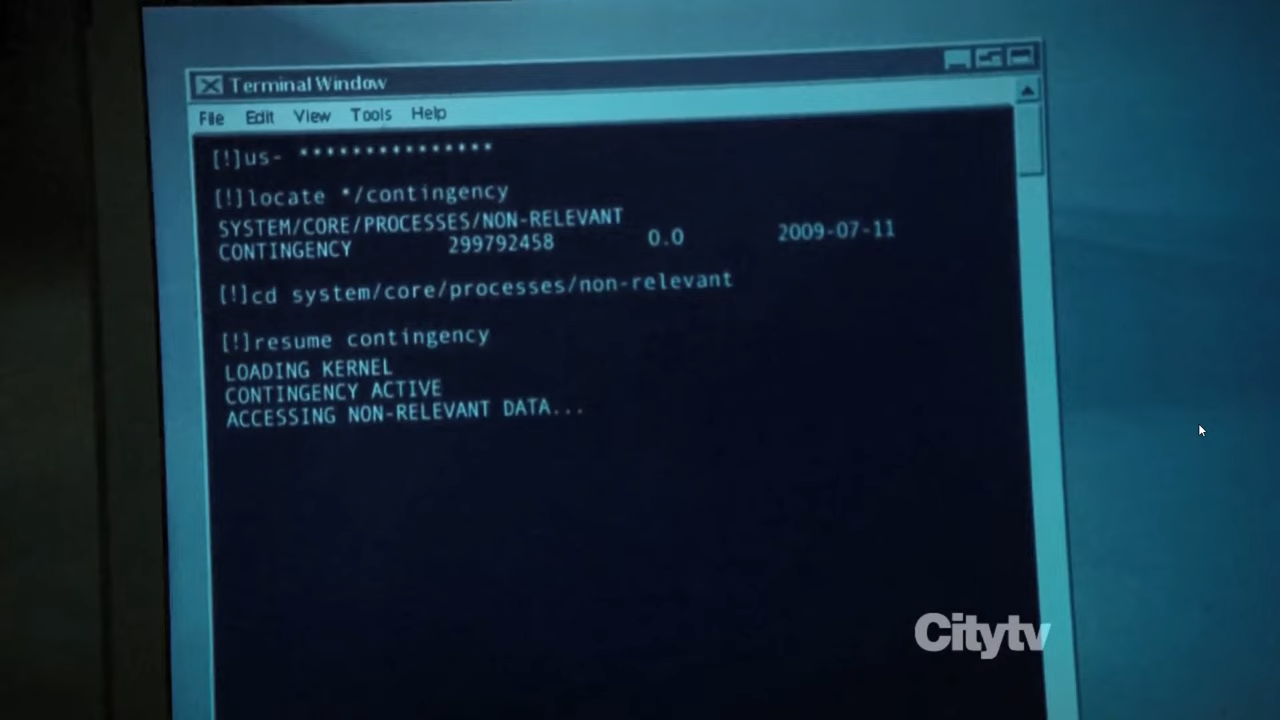 Terminal Window
File Edit View Tools Help
[!]us- ***************
[!]locate */contingency
SYSTEM/CORE/PROCESSES/NON-RELEVANT
CONTINGENCY 299792458 0.0 2009-07-11
[!]cd system/core/processes/non-relevant
[!]resume contingency
LOADING KERNEL
CONTINGENCY ACTIVE
ACCESSING NON-RELEVANT DATA...
Citytv